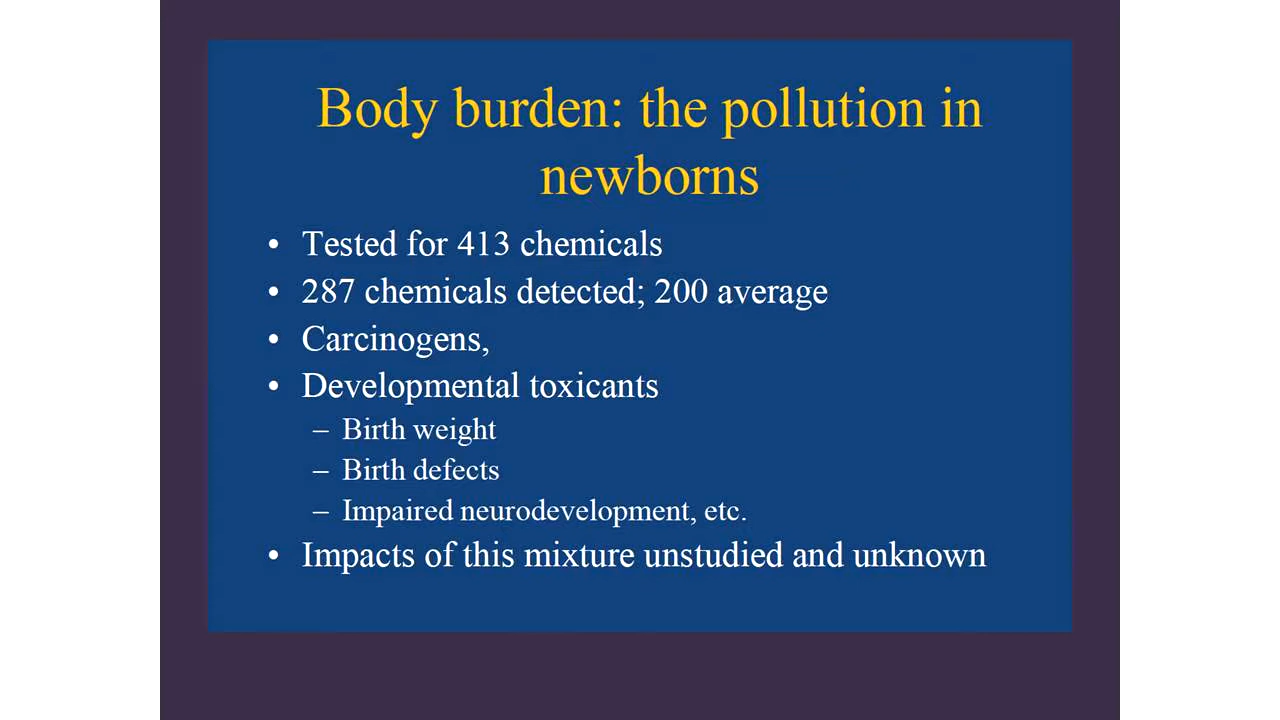 Body burden: the pollution in
newborns
• Tested for 413 chemicals
• 287 chemicals detected; 200 average
• Carcinogens,
• Developmental toxicants
– Birth weight
– Birth defects
– Impaired neurodevelopment, etc.
• Impacts of this mixture unstudied and unknown